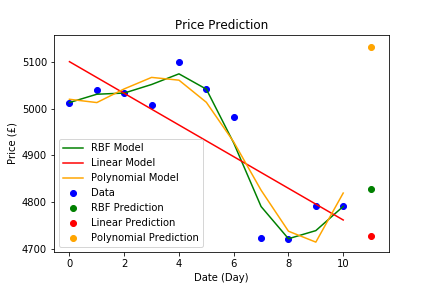 Price Prediction
Price (£)
5100
5000
4900
4800
4700
RBF Model
Linear Model
Polynomial Model
Data
RBF Prediction
Linear Prediction
Polynomial Prediction
0 2 4 6 8 10
Date (Day)